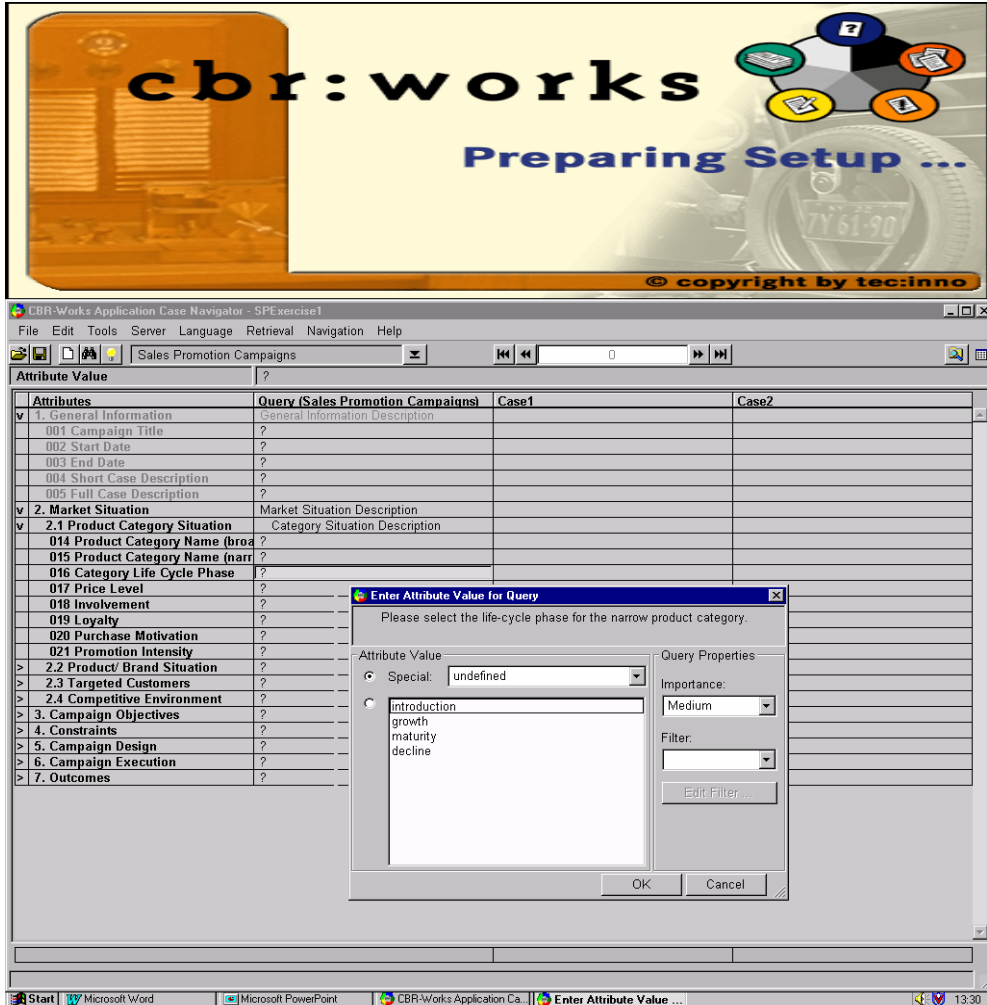 cbr:works
Preparing Setup ...
7Y 61-90
© copyright by tec:inno
CBR-Works Application Case Navigator - SPExercise1
File Edit Tools Server Language Retrieval Navigation Help
Sales Promotion Campaigns 0
Attribute Value ?
Attributes Query (Sales Promotion Campaigns) Case1 Case2
v 1. General Information General Information Description
001 Campaign Title ?
002 Start Date ?
003 End Date ?
004 Short Case Description ?
005 Full Case Description ?
v 2. Market Situation Market Situation Description
v 2.1 Product Category Situation Category Situation Description
014 Product Category Name (broa ?
015 Product Category Name (narr ?
016 Category Life Cycle Phase ?
017 Price Level ?
018 Involvement ?
019 Loyalty ?
020 Purchase Motivation ?
021 Promotion Intensity ?
> 2.2 Product/ Brand Situation ?
> 2.3 Targeted Customers ?
> 2.4 Competitive Environment ?
> 3. Campaign Objectives ?
> 4. Constraints ?
> 5. Campaign Design ?
> 6. Campaign Execution ?
> 7. Outcomes ?
Enter Attribute Value for Query
Please select the life-cycle phase for the narrow product category.
Attribute Value
Special: undefined
introduction
growth
maturity
decline
Query Properties
Importance:
Medium
Filter:
Edit Filter ...
OK Cancel
Start Microsoft Word Microsoft PowerPoint CBR-Works Application Ca... Enter Attribute Value ... 13:30